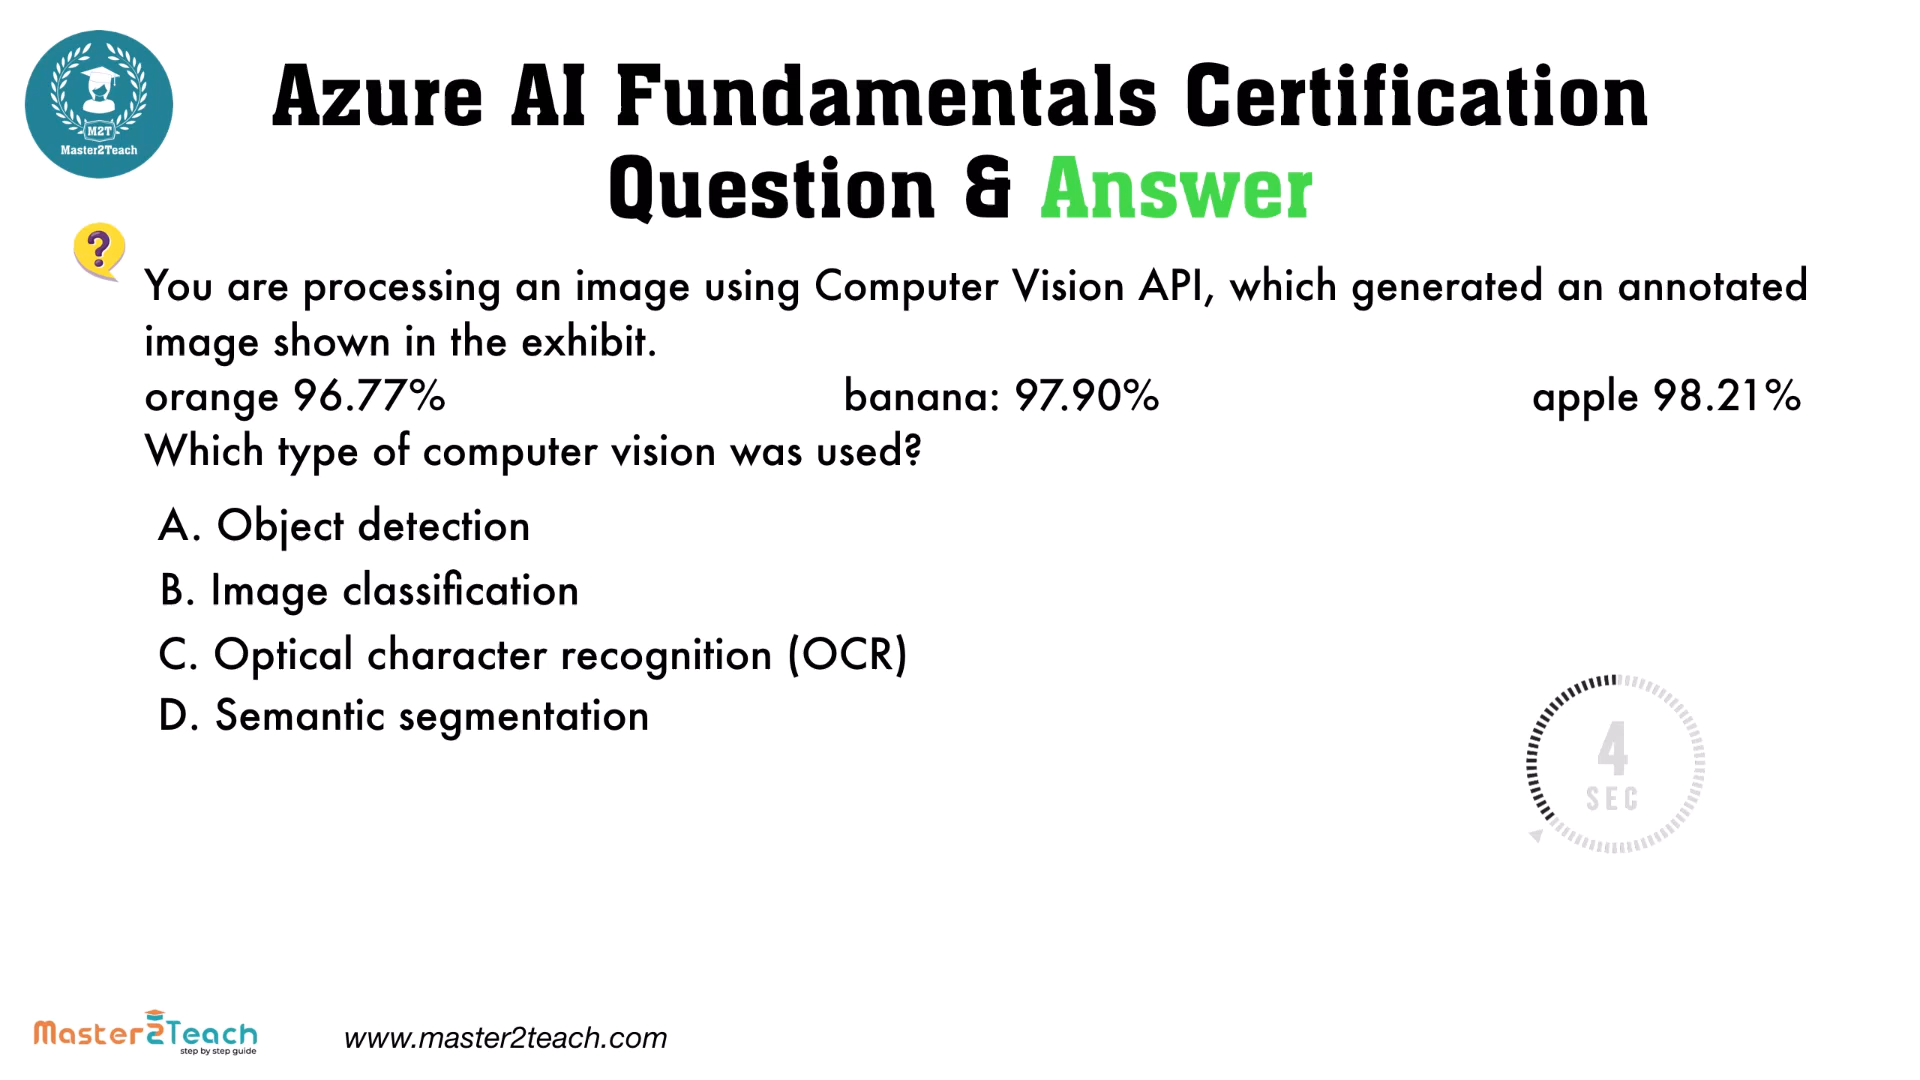 M2T
Master2Teach
Azure AI Fundamentals Certification
Question & Answer
?
You are processing an image using Computer Vision API, which generated an annotated
image shown in the exhibit.
orange 96.77% banana: 97.90% apple 98.21%
Which type of computer vision was used?
A. Object detection
B. Image classification
C. Optical character recognition (OCR)
D. Semantic segmentation
4
SEC
Master2Teach
step by step guide
www.master2teach.com